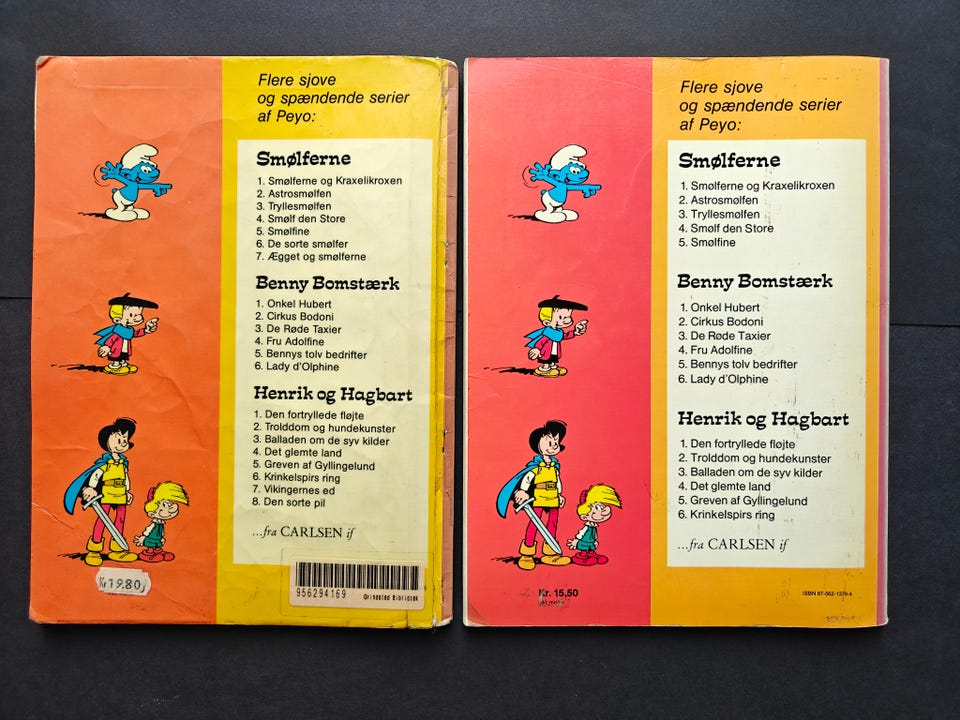 Flere sjove
og spændende serier
af Peyo:
Smølferne
1. Smølferne og Kraxelikroxen
2. Astrosmølfen
3. Tryllesmølfen
4. Smølf den Store
5. Smølfine
6. De sorte smølfer
7. Ægget og smølferne
Benny Bomstærk
1. Onkel Hubert
2. Cirkus Bodoni
3. De Røde Taxier
4. Fru Adolfine
5. Bennys tolv bedrifter
6. Lady d'Olphine
Henrik og Hagbart
1. Den fortryllede fløjte
2. Trolddom og hundekunster
3. Balladen om de syv kilder
4. Det glemte land
5. Greven af Gyllingelund
6. Krinkelspirs ring
7. Vikingernes ed
8. Den sorte pil
...fra CARLSEN if
Kr 19.80
956294169 Grindsted Bibliotek
Flere sjove
og spændende serier
af Peyo:
Smølferne
1. Smølferne og Kraxelikroxen
2. Astrosmølfen
3. Tryllesmølfen
4. Smølf den Store
5. Smølfine
Benny Bomstærk
1. Onkel Hubert
2. Cirkus Bodoni
3. De Røde Taxier
4. Fru Adolfine
5. Bennys tolv bedrifter
6. Lady d'Olphine
Henrik og Hagbart
1. Den fortryllede fløjte
2. Trolddom og hundekunster
3. Balladen om de syv kilder
4. Det glemte land
5. Greven af Gyllingelund
6. Krinkelspirs ring
...fra CARLSEN if
Kr. 15,50
ISBN 87-562-1379-4